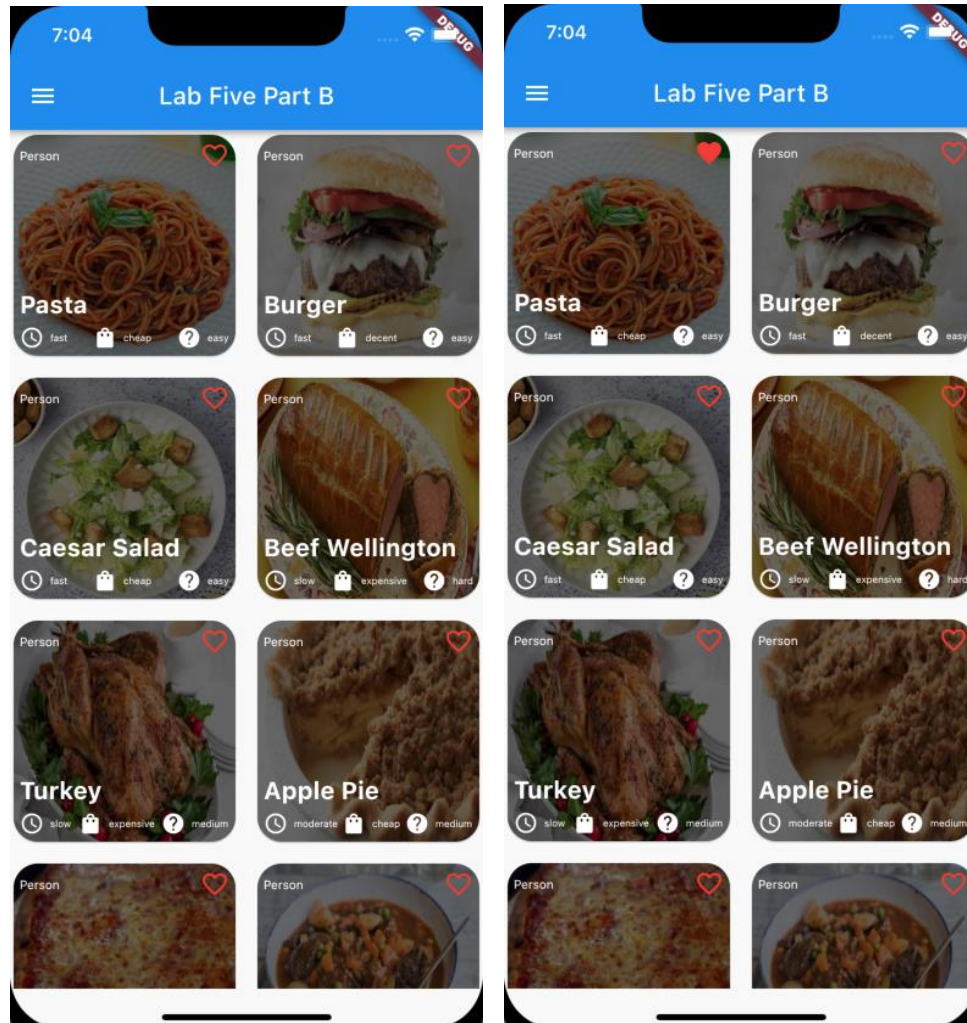 7:04
DEBUG
Lab Five Part B
Person
Person
Pasta
Burger
fast cheap easy
fast decent easy
Person
Person
Caesar Salad
Beef Wellington
fast cheap easy
slow expensive hard
Person
Person
Turkey
Apple Pie
slow expensive medium
moderate cheap medium
Person
Person
7:04
DEBUG
Lab Five Part B
Person
Person
Pasta
Burger
fast cheap easy
fast decent easy
Person
Person
Caesar Salad
Beef Wellington
fast cheap easy
slow expensive hard
Person
Person
Turkey
Apple Pie
slow expensive medium
moderate cheap medium
Person
Person